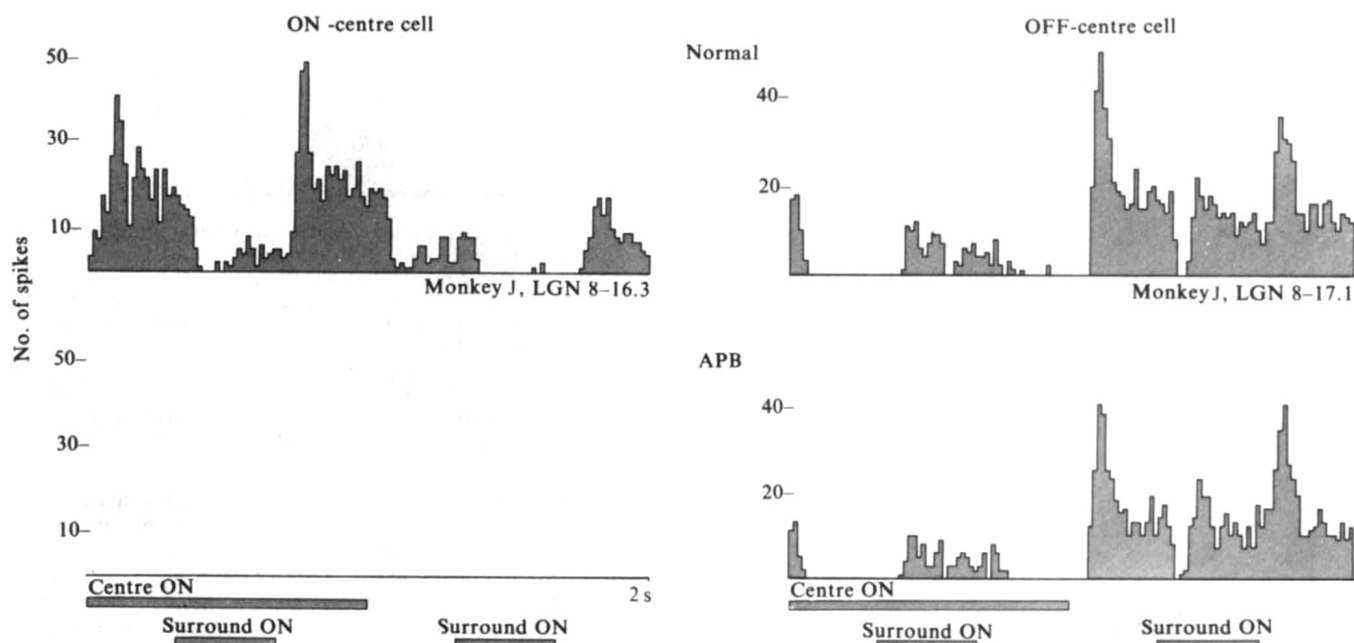 ON -centre cell
OFF-centre cell
Normal
50–
30–
10–
40–
20–
No. of spikes
Monkey J, LGN 8–16.3
Monkey J, LGN 8–17.1
APB
50–
30–
10–
40–
20–
Centre ON
2 s
Surround ON
Surround ON
Centre ON
Surround ON
Surround ON